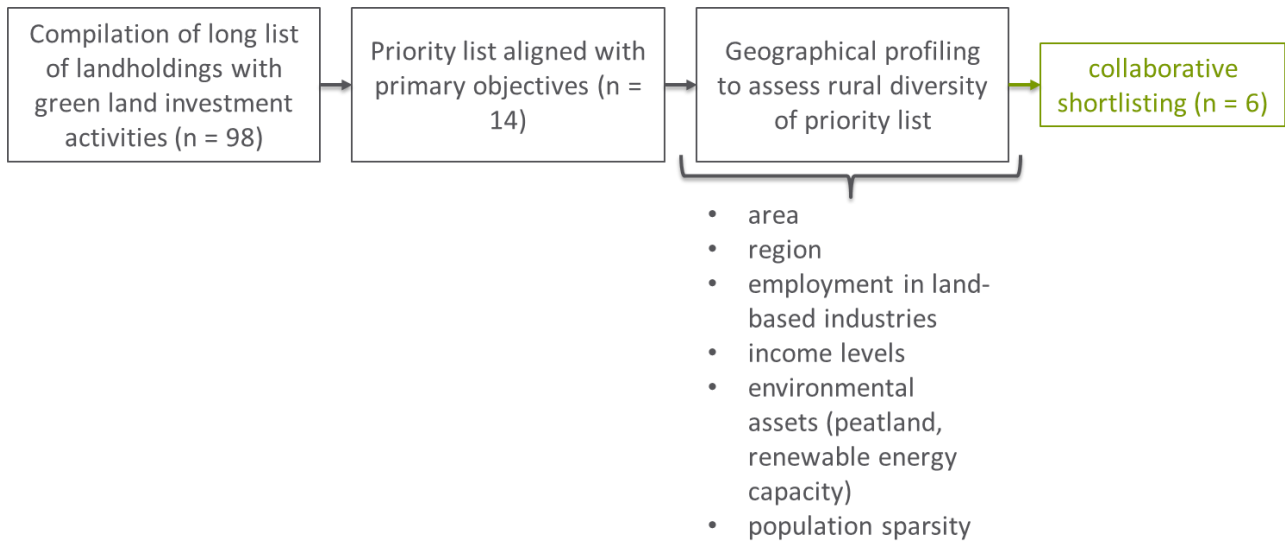 Compilation of long list
of landholdings with
green land investment
activities (n = 98)
Priority list aligned with
primary objectives (n =
14)
Geographical profiling
to assess rural diversity
of priority list
collaborative
shortlisting (n = 6)
• area
• region
• employment in land-
based industries
• income levels
• environmental
assets (peatland,
renewable energy
capacity)
• population sparsity